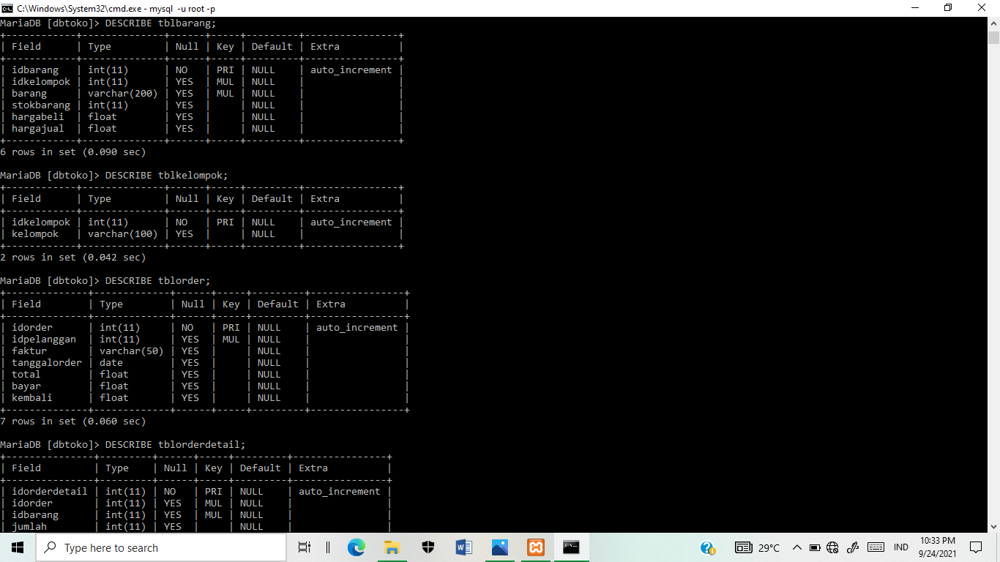 C:\Windows\System32\cmd.exe - mysql  -u root -p
MariaDB [dbtoko]> DESCRIBE tblbarang;
+------------+--------------+------+-----+---------+----------------+
| Field      | Type         | Null | Key | Default | Extra          |
+------------+--------------+------+-----+---------+----------------+
| idbarang   | int(11)      | NO   | PRI | NULL    | auto_increment |
| idkelompok | int(11)      | YES  | MUL | NULL    |                |
| barang     | varchar(200) | YES  | MUL | NULL    |                |
| stokbarang | int(11)      | YES  |     | NULL    |                |
| hargabeli  | float        | YES  |     | NULL    |                |
| hargajual  | float        | YES  |     | NULL    |                |
+------------+--------------+------+-----+---------+----------------+
6 rows in set (0.090 sec)
MariaDB [dbtoko]> DESCRIBE tblkelompok;
+------------+--------------+------+-----+---------+----------------+
| Field      | Type         | Null | Key | Default | Extra          |
+------------+--------------+------+-----+---------+----------------+
| idkelompok | int(11)      | NO   | PRI | NULL    | auto_increment |
| kelompok   | varchar(100) | YES  |     | NULL    |                |
+------------+--------------+------+-----+---------+----------------+
2 rows in set (0.042 sec)
MariaDB [dbtoko]> DESCRIBE tblorder;
+--------------+-------------+------+-----+---------+----------------+
| Field        | Type        | Null | Key | Default | Extra          |
+--------------+-------------+------+-----+---------+----------------+
| idorder      | int(11)     | NO   | PRI | NULL    | auto_increment |
| idpelanggan  | int(11)     | YES  | MUL | NULL    |                |
| faktur       | varchar(50) | YES  |     | NULL    |                |
| tanggalorder | date        | YES  |     | NULL    |                |
| total        | float       | YES  |     | NULL    |                |
| bayar        | float       | YES  |     | NULL    |                |
| kembali      | float       | YES  |     | NULL    |                |
+--------------+-------------+------+-----+---------+----------------+
7 rows in set (0.060 sec)
MariaDB [dbtoko]> DESCRIBE tblorderdetail;
+---------------+---------+------+-----+---------+----------------+
| Field         | Type    | Null | Key | Default | Extra          |
+---------------+---------+------+-----+---------+----------------+
| idorderdetail | int(11) | NO   | PRI | NULL    | auto_increment |
| idorder       | int(11) | YES  | MUL | NULL    |                |
| idbarang      | int(11) | YES  | MUL | NULL    |                |
| jumlah        | int(11) | YES  |     | NULL    |                |
Type here to search
29°C
IND
10:33 PM
9/24/2021